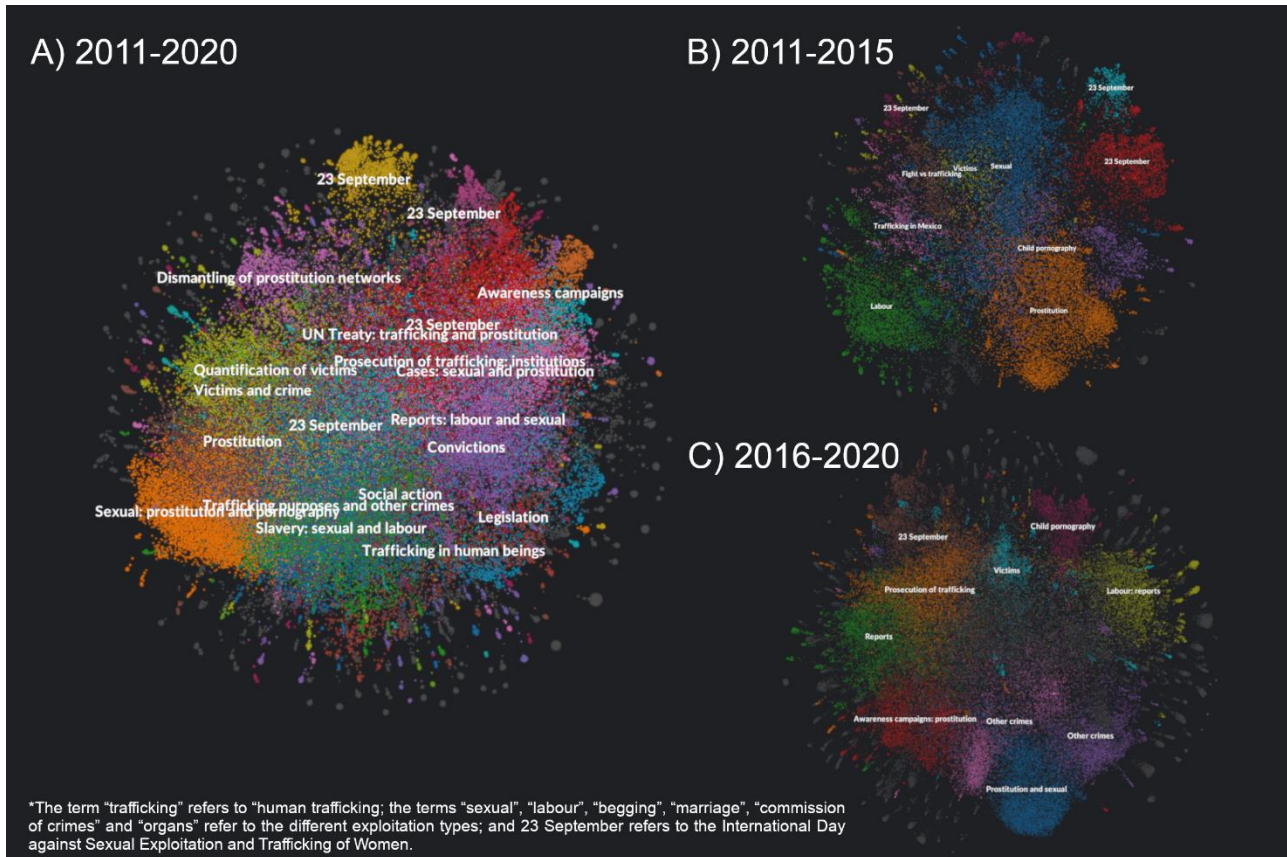 A) 2011-2020
23 September
23 September
Dismantling of prostitution networks
Awareness campaigns
23 September
UN Treaty: trafficking and prostitution
Prosecution of trafficking: institutions
Quantification of victims
Cases: sexual and prostitution
Victims and crime
Reports: labour and sexual
23 September
Prostitution
Convictions
Social action
Trafficking purposes and other crimes
Sexual: prostitution and pornography
Legislation
Slavery: sexual and labour
Trafficking in human beings
B) 2011-2015
23 September
23 September
23 September
Victims
Sexual
Fight vs trafficking
Trafficking in Mexico
Child pornography
Labour
Prostitution
C) 2016-2020
Child pornography
23 September
Victims
Prosecution of trafficking
Labour: reports
Reports
Awareness campaigns: prostitution
Other crimes
Other crimes
Prostitution and sexual
*The term “trafficking” refers to “human trafficking; the terms “sexual”, “labour”, “begging”, “marriage”, “commission
of crimes” and “organs” refer to the different exploitation types; and 23 September refers to the International Day
against Sexual Exploitation and Trafficking of Women.